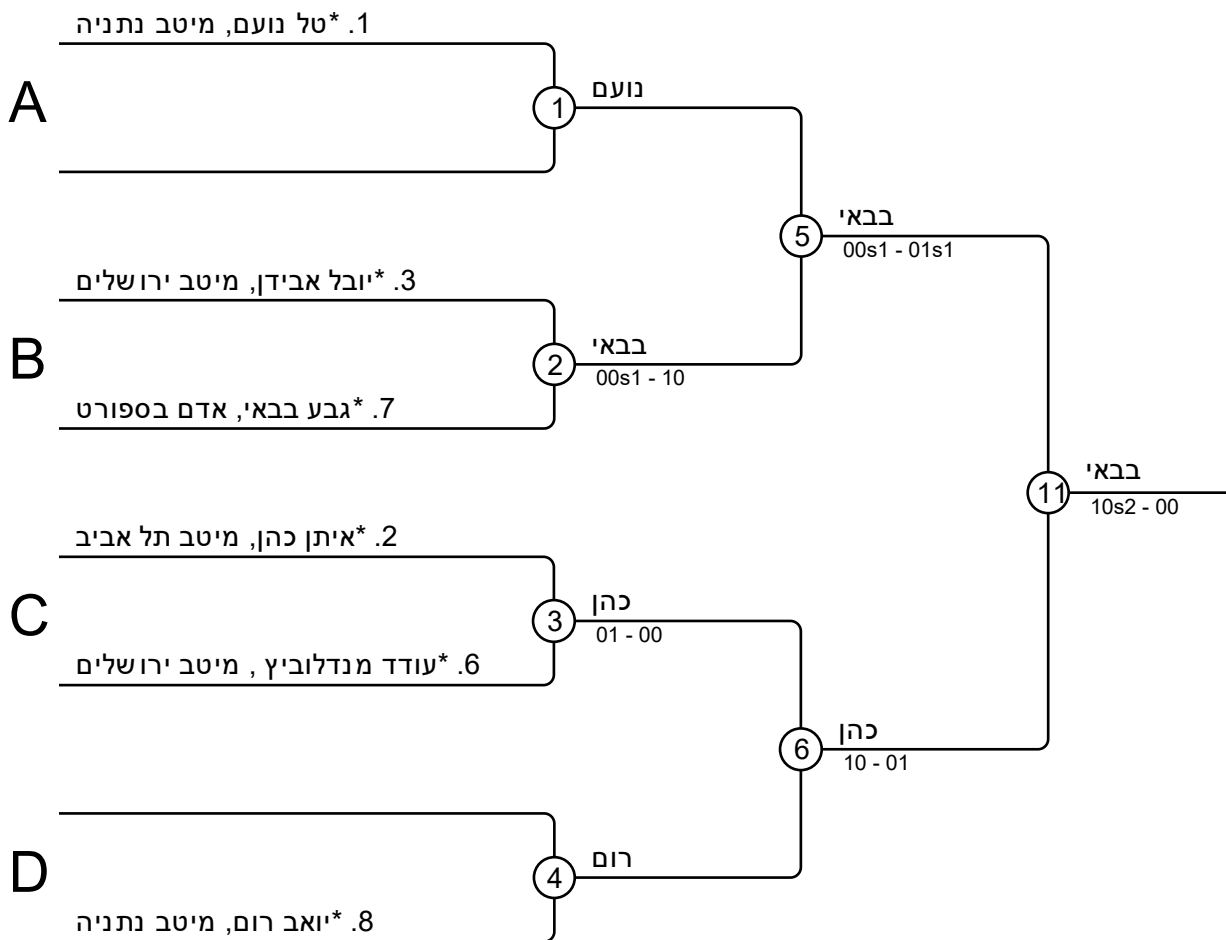 1. *טל נועם, מיטב נתניה
A
1
נועם
5
בבאי
00s1 - 01s1
3. *יובל אבידן, מיטב ירושלים
B
2
בבאי
00s1 - 10
7. *גבע בבאי, אדם בספורט
11
בבאי
10s2 - 00
2. *איתן כהן, מיטב תל אביב
C
3
כהן
01 - 00
6. *עודד מנדלוביץ , מיטב ירושלים
6
כהן
10 - 01
D
4
רום
8. *יואב רום, מיטב נתניה